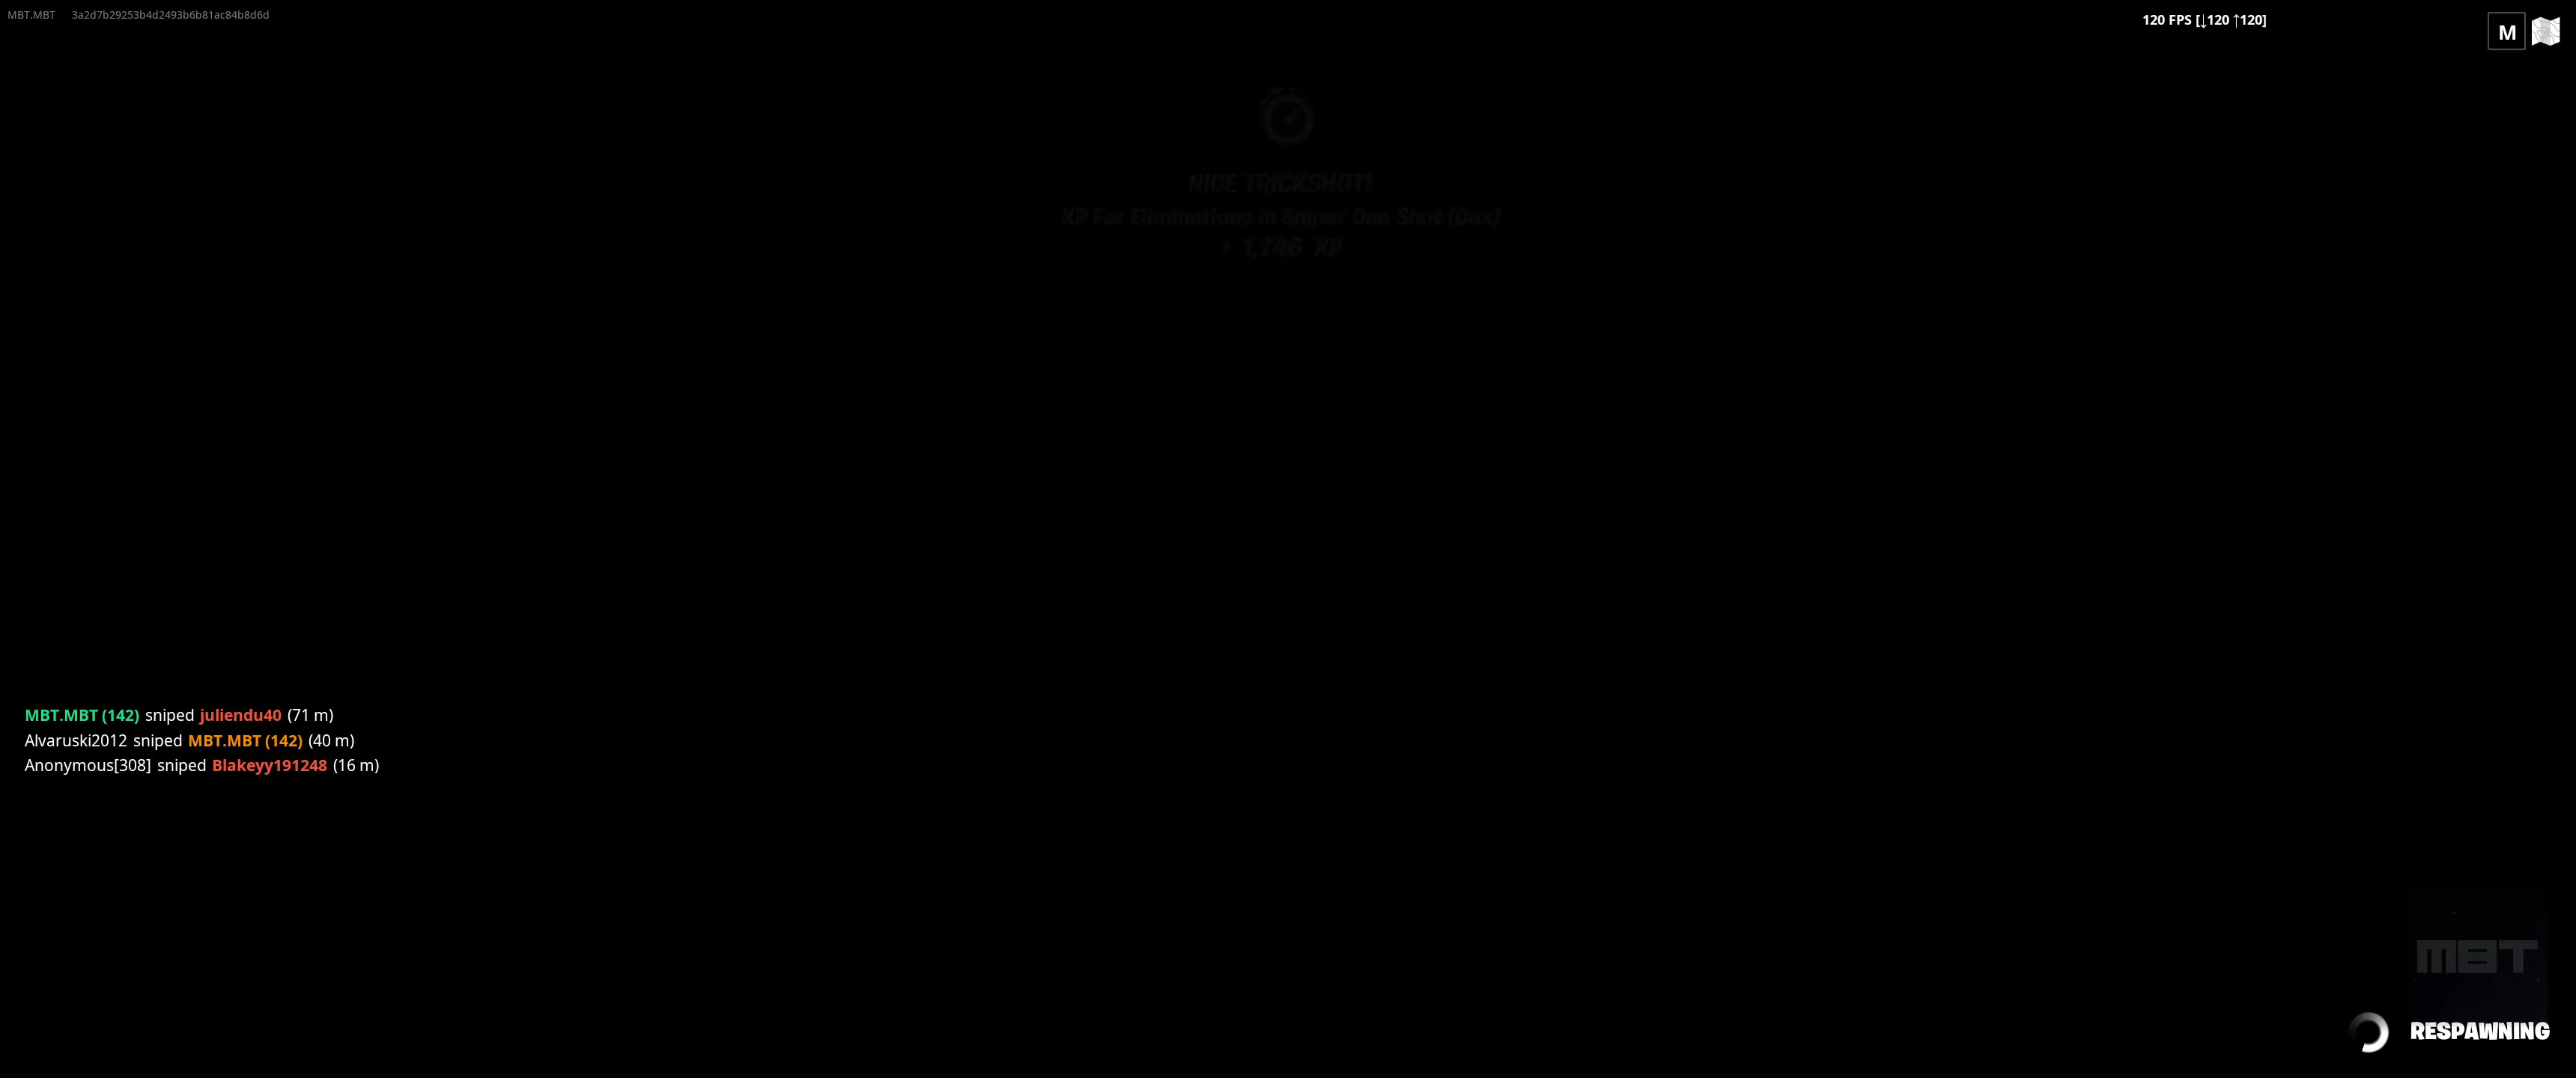 MBT.MBT 3a2d7b29253b4d2493b6b81ac84b8d6d
120 FPS [↓120 ↑120]
M
NICE TRICKSHOT!
XP For Eliminations in Sniper One Shot (Duel)
+ 1,746 XP
MBT.MBT (142) sniped juliendu40 (71 m)
Alvaruski2012 sniped MBT.MBT (142) (40 m)
Anonymous[308] sniped Blakeyy191248 (16 m)
MBT
RESPAWNING